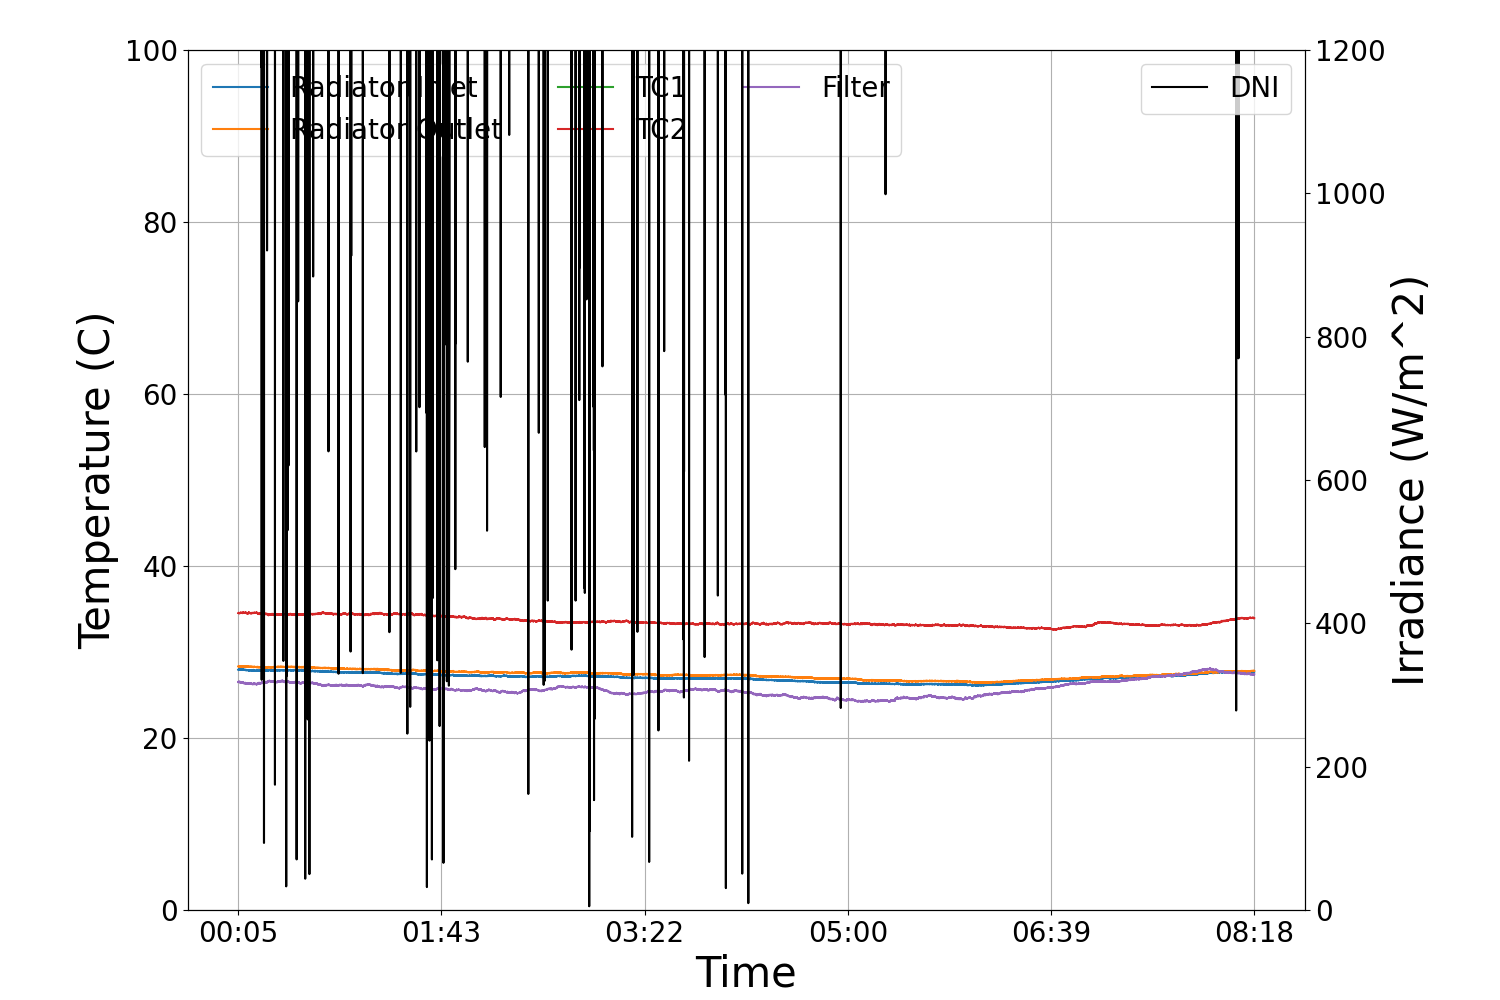 100
80
60
40
20
0
Temperature (C)
Radiator Inlet
Radiator Outlet
TC1
TC2
Filter
DNI
1200
1000
800
600
400
200
0
Irradiance (W/m^2)
00:05 01:43 03:22 05:00 06:39 08:18
Time